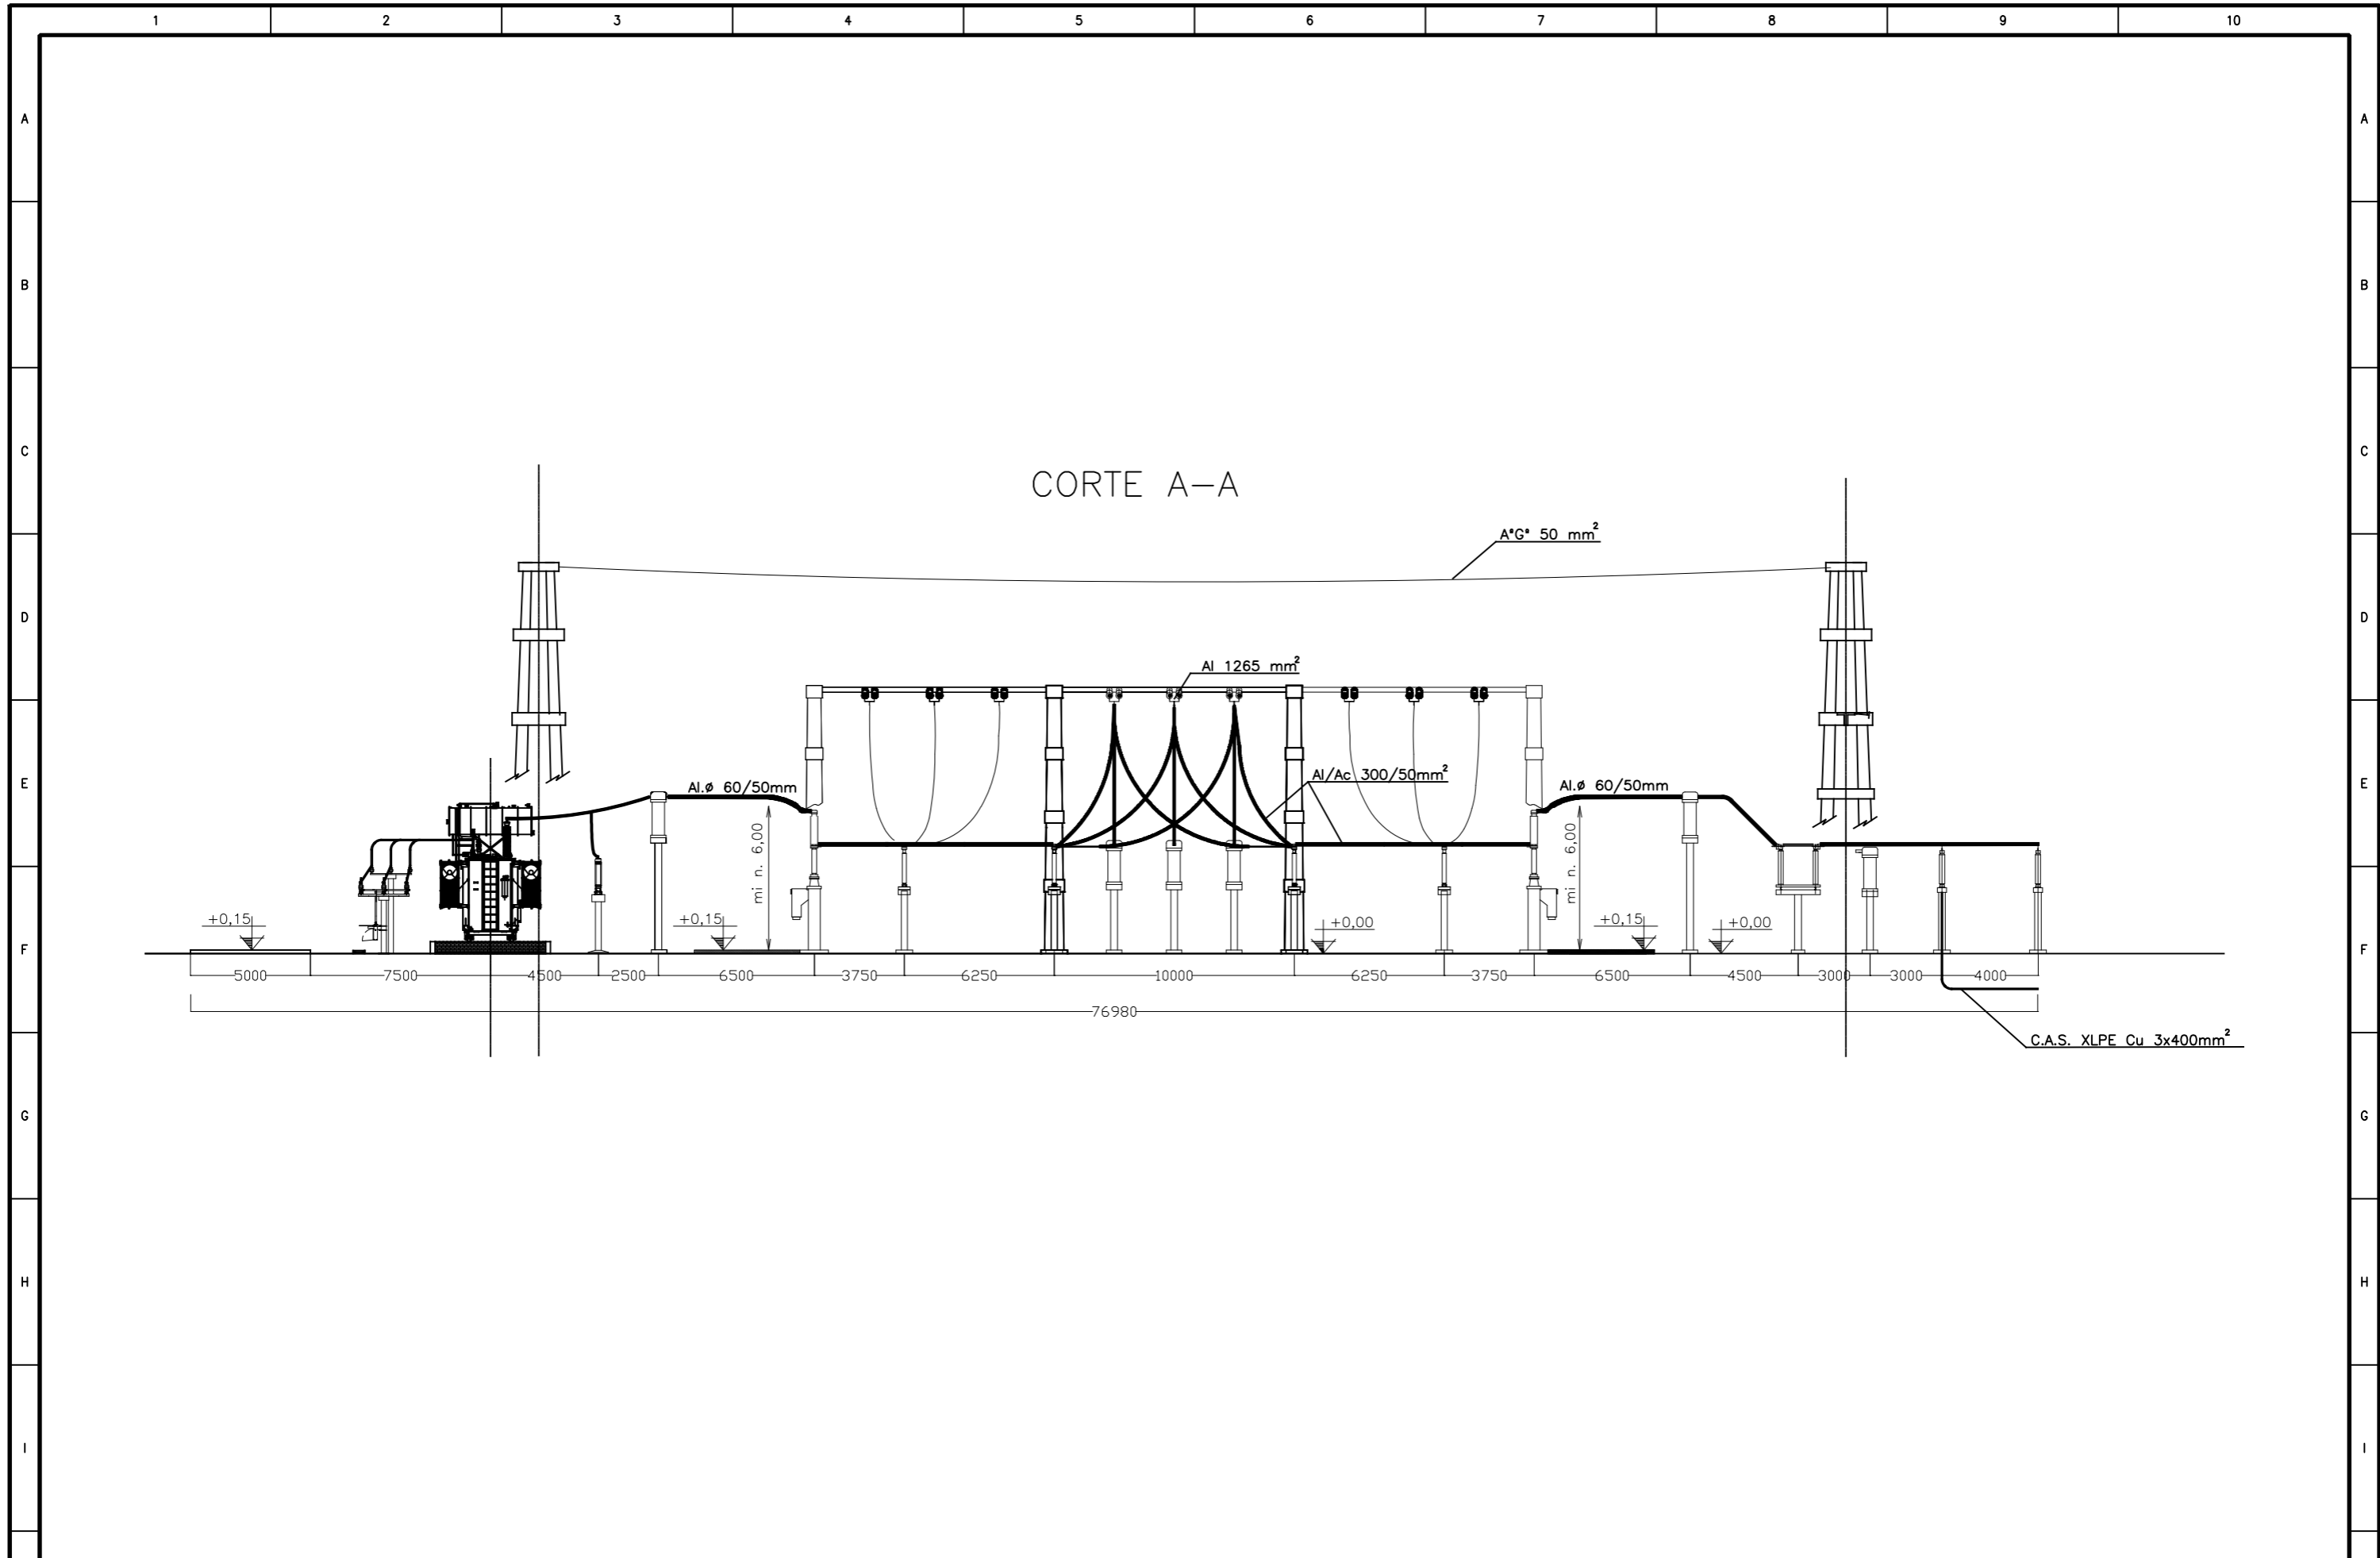 1 2 3 4 5 6 7 8 9 10
A A
B B
C C
CORTE A-A
A°G° 50 mm²
D D
Al 1265 mm²
Al/Ac 300/50mm²
E E
Al.ø 60/50mm Al.ø 60/50mm
mi n. 6,00 mi n. 6,00
+0,15 +0,15 +0,00 +0,15 +0,00
F F
5000 7500 4500 2500 6500 3750 6250 10000 6250 3750 6500 4500 3000 3000 4000
76980
C.A.S. XLPE Cu 3x400mm²
G G
H H
I I